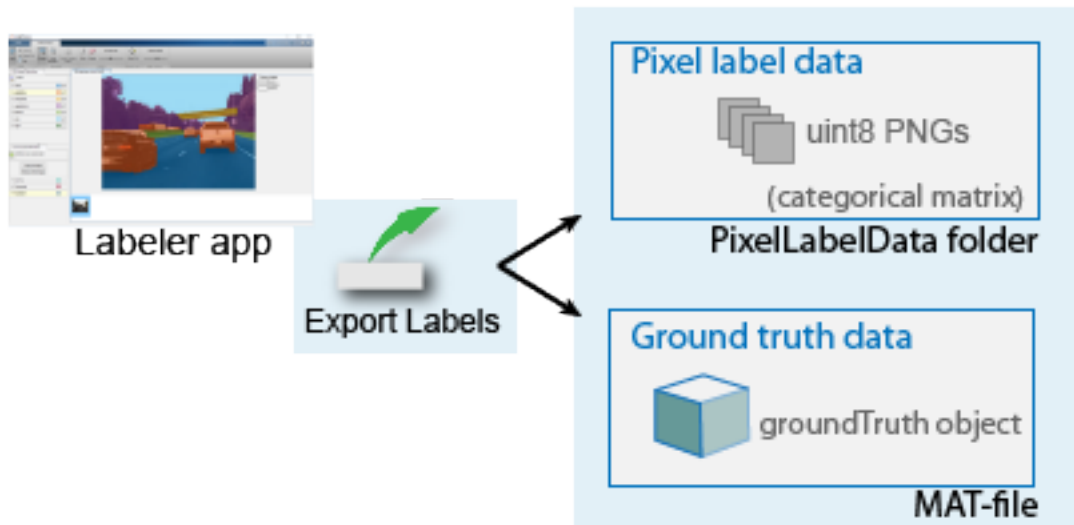 Labeler app
Export Labels
Pixel label data
uint8 PNGs
(categorical matrix)
PixelLabelData folder
Ground truth data
groundTruth object
MAT-file